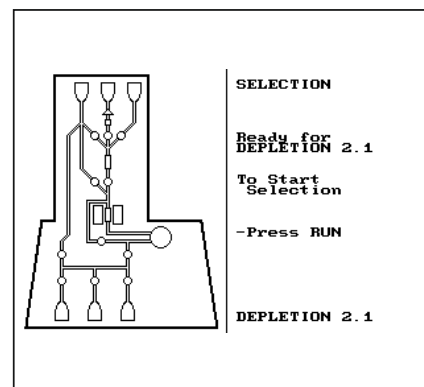 SELECTION
Ready for
DEPLETION 2.1
To Start
Selection
-Press RUN
DEPLETION 2.1